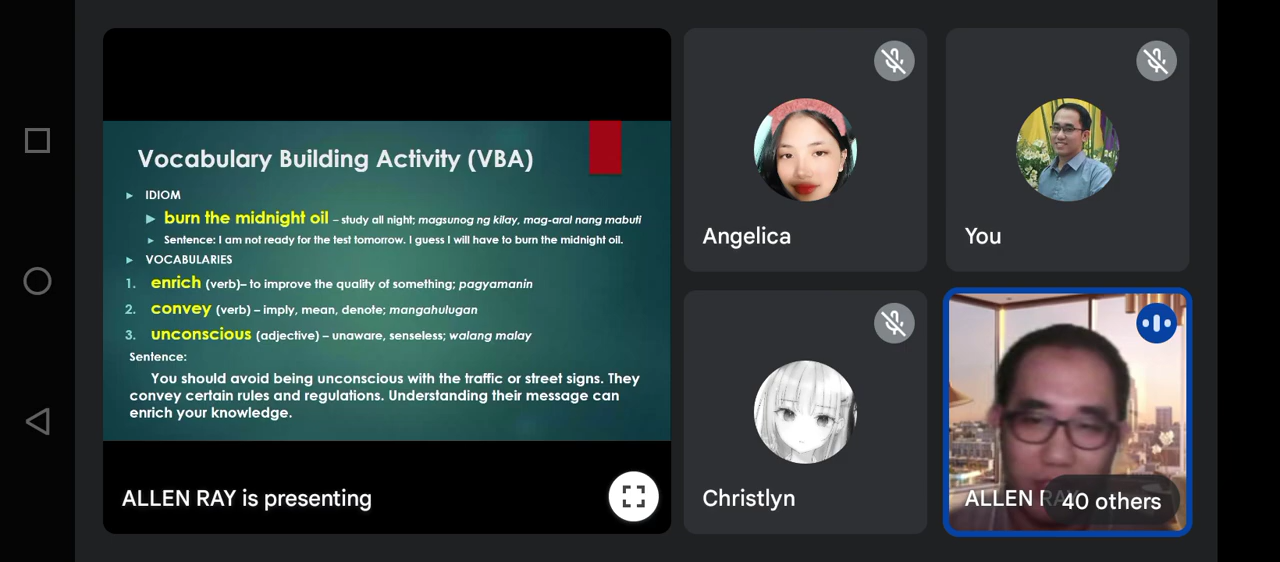 Vocabulary Building Activity (VBA)
IDIOM
burn the midnight oil – study all night; magsunog ng kilay, mag-aral nang mabuti
Sentence: I am not ready for the test tomorrow. I guess I will have to burn the midnight oil.
VOCABULARIES
1. enrich (verb)– to improve the quality of something; pagyamanin
2. convey (verb) – imply, mean, denote; mangahulugan
3. unconscious (adjective) – unaware, senseless; walang malay
Sentence:
You should avoid being unconscious with the traffic or street signs. They
convey certain rules and regulations. Understanding their message can
enrich your knowledge.
ALLEN RAY is presenting
Angelica
You
Christlyn
ALLEN RA
40 others